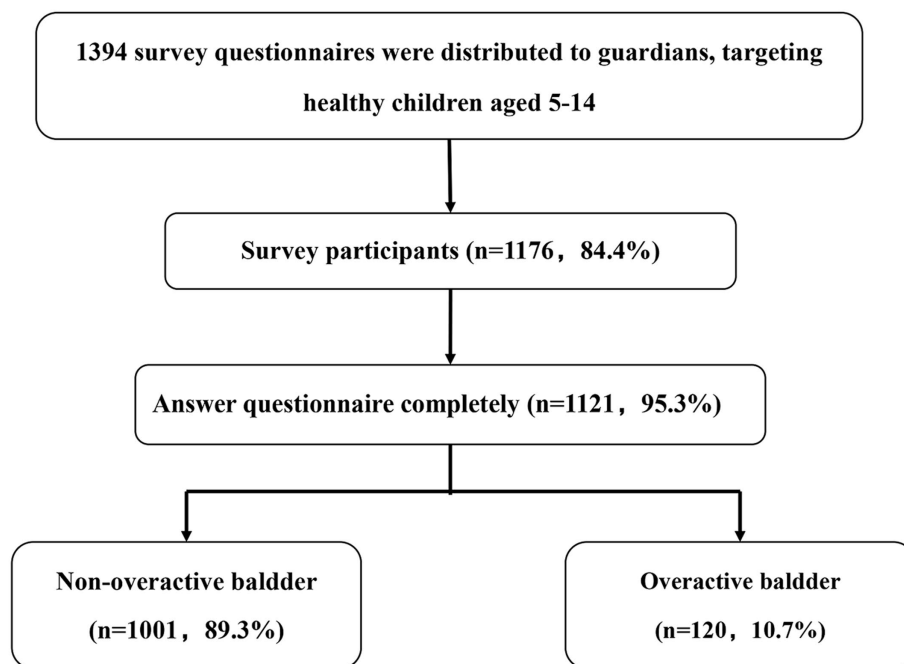 1394 survey questionnaires were distributed to guardians, targeting
healthy children aged 5-14
Survey participants (n=1176，84.4%)
Answer questionnaire completely (n=1121，95.3%)
Non-overactive baldder
(n=1001，89.3%)
Overactive baldder
(n=120，10.7%)